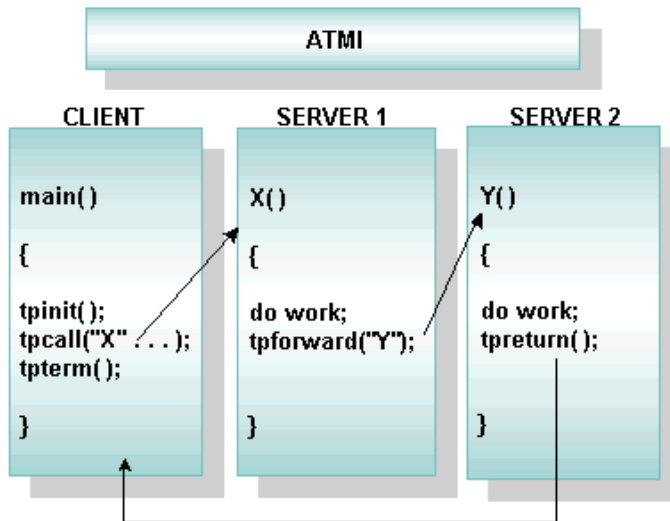 ATMI
CLIENT
main()
{
tpinit();
tpcall("X" . . . );
tpterm();
}
SERVER 1
X()
{
do work;
tpforward("Y");
}
SERVER 2
Y()
{
do work;
tpreturn();
}